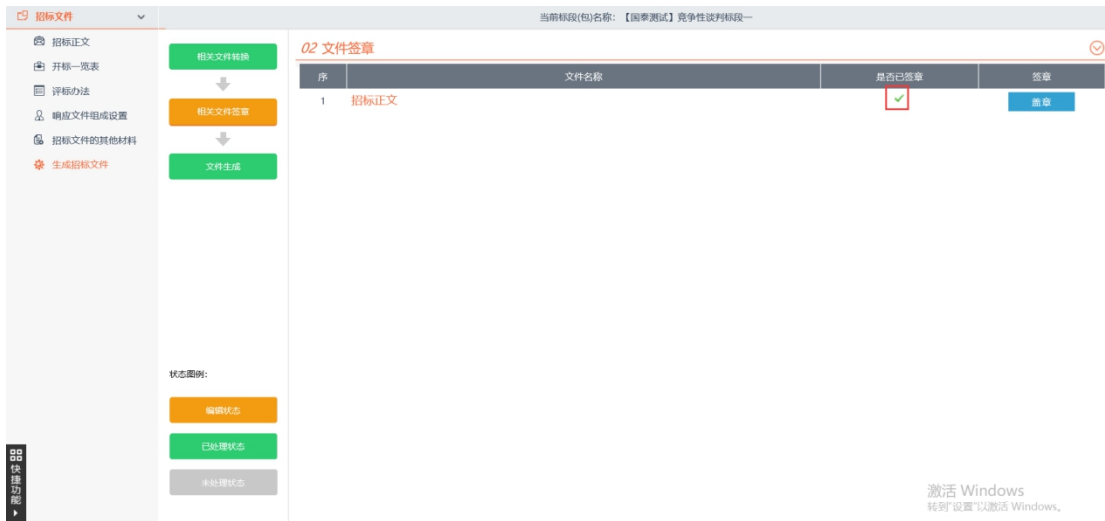 招标文件
当前标段(包)名称: 【国泰测试】竞争性谈判标段一
招标正文
开标一览表
评标办法
响应文件组成设置
招标文件的其他材料
生成招标文件
相关文件转换
相关文件签章
文件生成
状态图例:
编辑状态
已处理状态
未处理状态
02 文件签章
序 文件名称 是否已签章 签章
1 招标正文 盖章
快捷功能
激活 Windows
转到"设置"以激活 Windows。